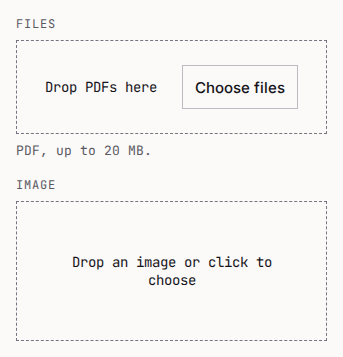 FILES
Drop PDFs here
Choose files
PDF, up to 20 MB.
IMAGE
Drop an image or click to
choose